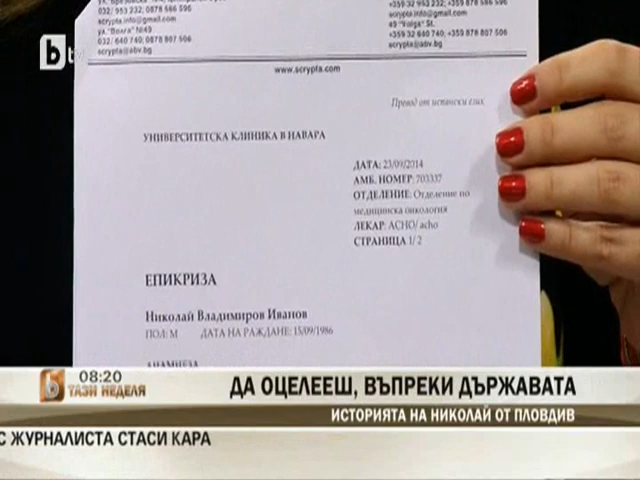 032/ 953 232; 0878 586 596
scrypta.info@gmail.com
ул."Волга" №49
032/ 640 740; 0878 807 506
scrypta@abv.bg
+359 32 953 232; +359 878 586 596
scrypta.info@gmail.com
49 "Volga" St.
+359 32 640 740; +359 878 807 506
scrypta@abv.bg
btv
www.scrypta.com
Превод от испански език
УНИВЕРСИТЕТСКА КЛИНИКА В НАВАРА
ДАТА: 23/09/2014
АМБ. НОМЕР: 703337
ОТДЕЛЕНИЕ: Отделение по
медицинска онкология
ЛЕКАР: ACHO/ acho
СТРАНИЦА 1/ 2
ЕПИКРИЗА
Николай Владимиров Иванов
ПОЛ: М ДАТА НА РАЖДАНЕ: 15/09/1986
АНАМНЕЗА
08:20
ТАЗИ НЕДЕЛЯ
ДА ОЦЕЛЕЕШ, ВЪПРЕКИ ДЪРЖАВАТА
ИСТОРИЯТА НА НИКОЛАЙ ОТ ПЛОВДИВ
С ЖУРНАЛИСТА СТАСИ КАРА